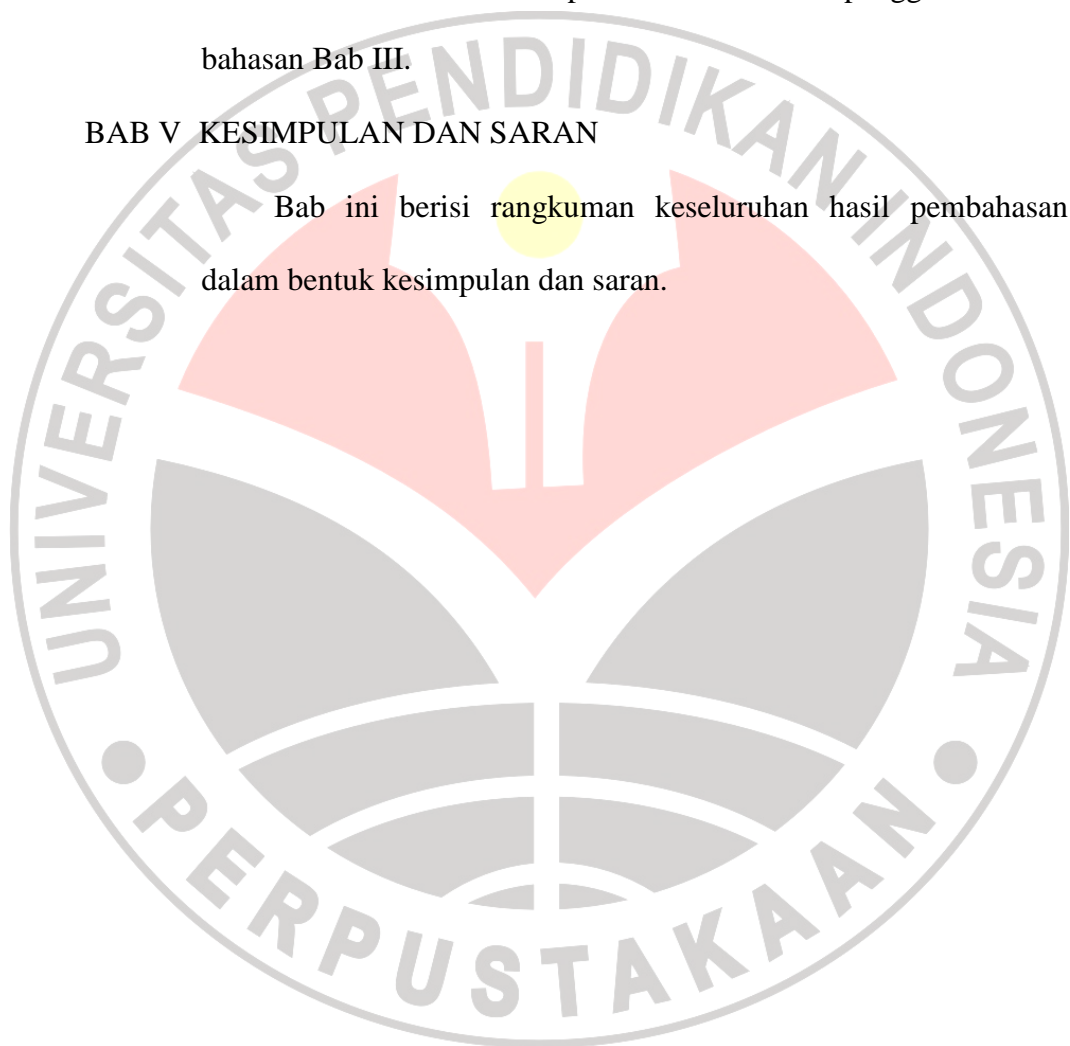 bahasan Bab III.
BAB V KESIMPULAN DAN SARAN
Bab ini berisi rangkuman keseluruhan hasil pembahasan
dalam bentuk kesimpulan dan saran.
UNIVERSITAS PENDIDIKAN INDONESIA
PERPUSTAKAAN